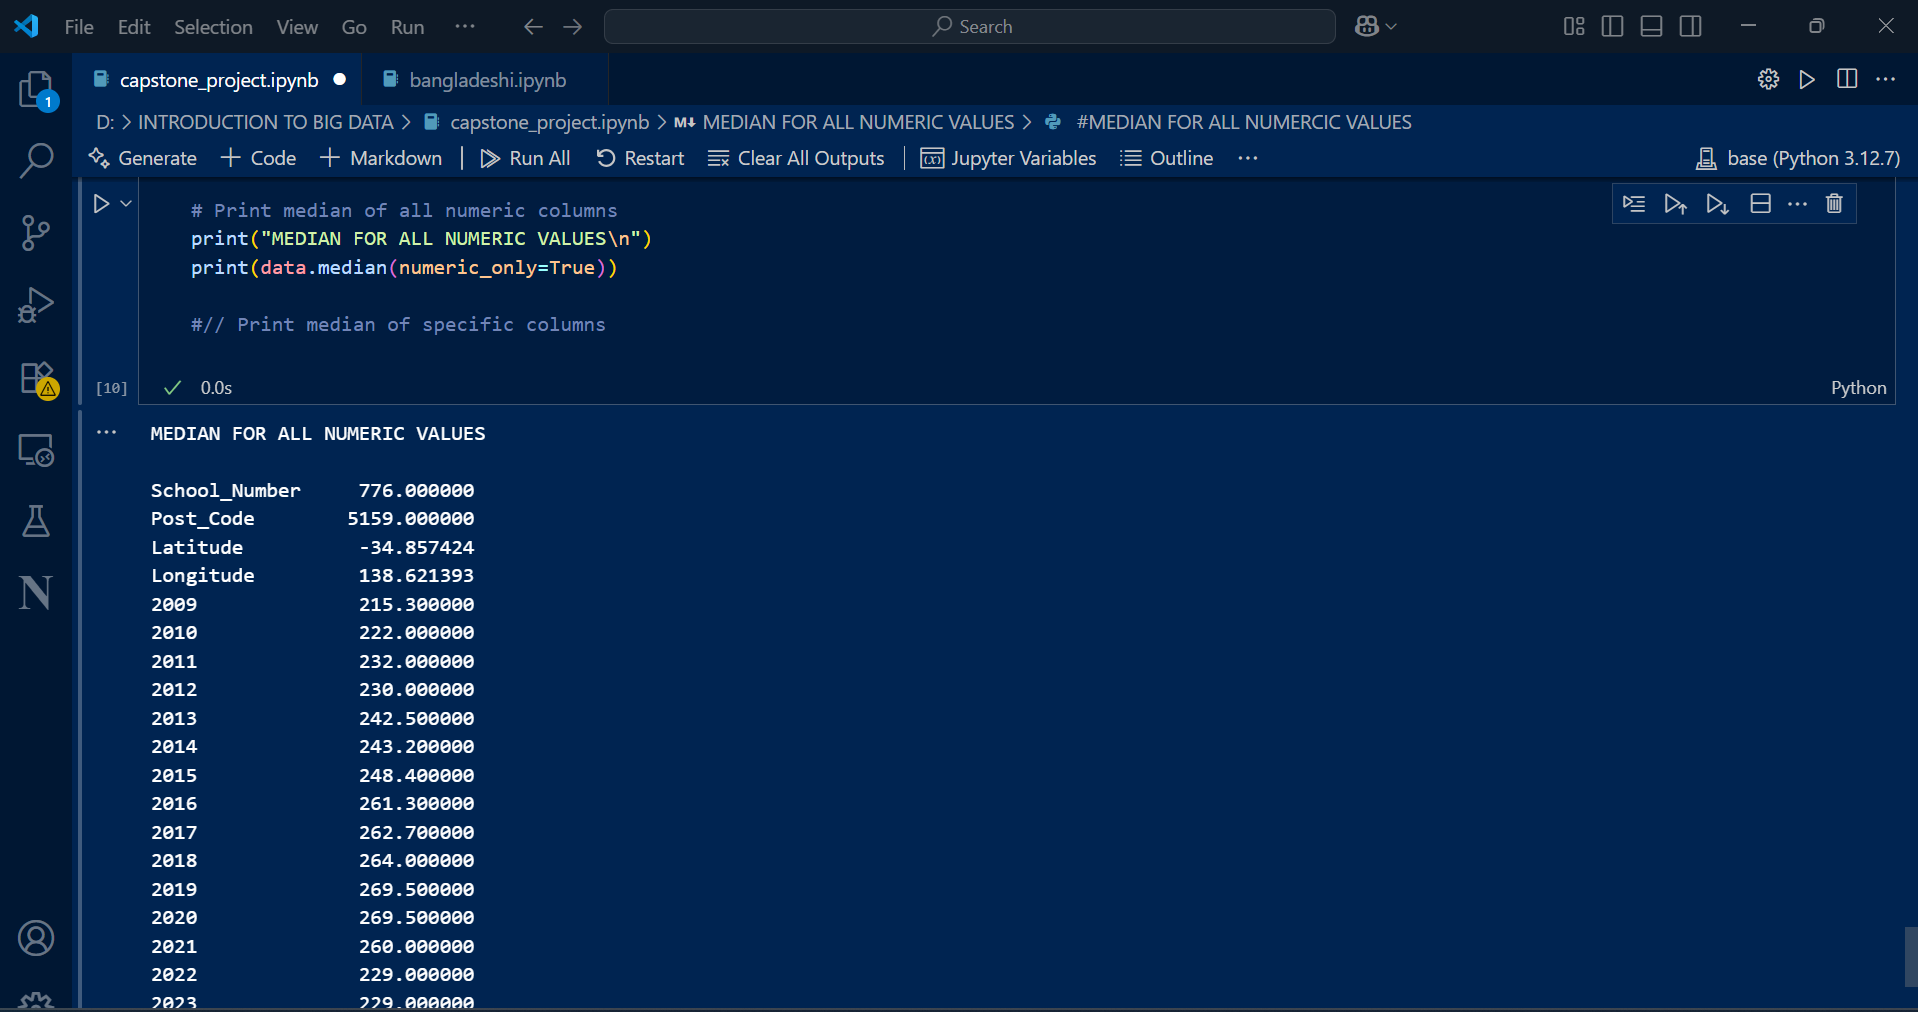 File Edit Selection View Go Run ··· Search
capstone_project.ipynb bangladeshi.ipynb
1
D: > INTRODUCTION TO BIG DATA > capstone_project.ipynb > M↓ MEDIAN FOR ALL NUMERIC VALUES > #MEDIAN FOR ALL NUMERCIC VALUES
Generate + Code + Markdown | Run All Restart Clear All Outputs | Jupyter Variables Outline ··· base (Python 3.12.7)
# Print median of all numeric columns
print("MEDIAN FOR ALL NUMERIC VALUES\n")
print(data.median(numeric_only=True))
#// Print median of specific columns
[10] ✓ 0.0s Python
··· MEDIAN FOR ALL NUMERIC VALUES
School_Number 776.000000
Post_Code 5159.000000
Latitude -34.857424
Longitude 138.621393
2009 215.300000
2010 222.000000
2011 232.000000
2012 230.000000
2013 242.500000
2014 243.200000
2015 248.400000
2016 261.300000
2017 262.700000
2018 264.000000
2019 269.500000
2020 269.500000
2021 260.000000
2022 229.000000
2023 229.000000
N